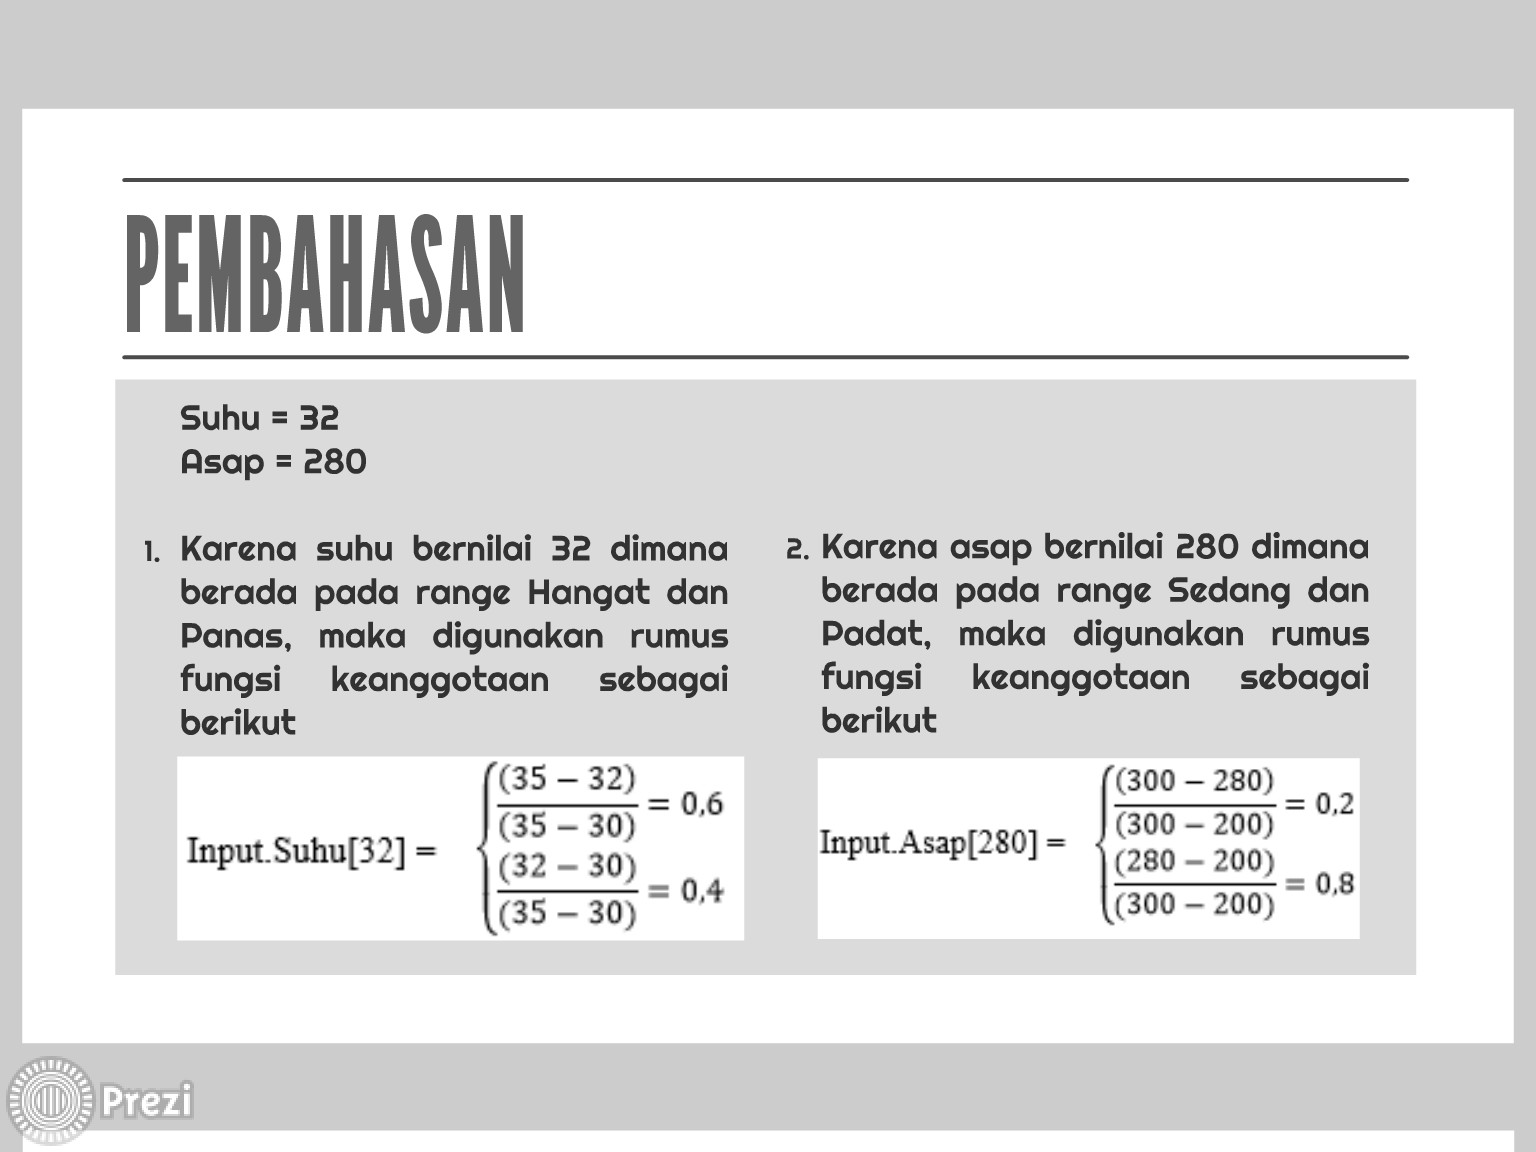 PEMBAHASAN
Suhu = 32
Asap = 280
1. Karena suhu bernilai 32 dimana
berada pada range Hangat dan
Panas, maka digunakan rumus
fungsi keanggotaan sebagai
berikut
(35 − 32)
= 0,6
(35 − 30)
Input.Suhu[32] =
(32 − 30)
= 0,4
(35 − 30)
2. Karena asap bernilai 280 dimana
berada pada range Sedang dan
Padat, maka digunakan rumus
fungsi keanggotaan sebagai
berikut
(300 − 280)
= 0,2
(300 − 200)
Input.Asap[280] =
(280 − 200)
= 0,8
(300 − 200)
Prezi